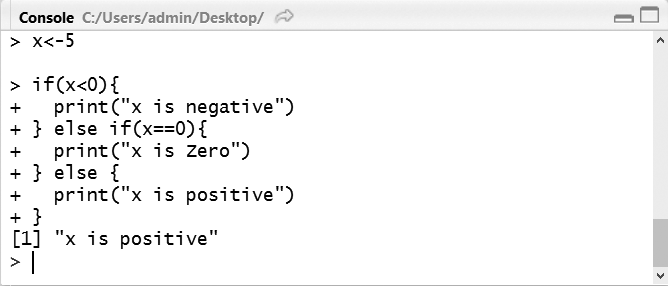 Console C:/Users/admin/Desktop/
> x<-5
> if(x<0){
+   print("x is negative")
+ } else if(x==0){
+   print("x is Zero")
+ } else {
+   print("x is positive")
+ }
[1] "x is positive"
>